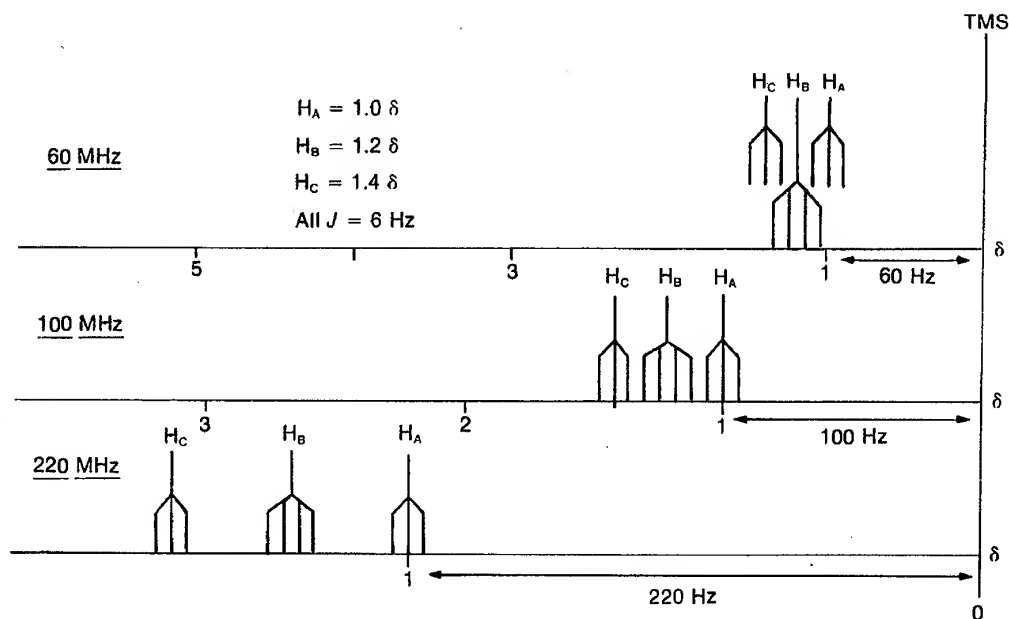 TMS
H_C H_B H_A
H_A = 1.0 δ
H_B = 1.2 δ
H_C = 1.4 δ
All J = 6 Hz
60 MHz
5 3 1 δ
60 Hz
H_C H_B H_A
100 MHz
3 2 1 δ
100 Hz
H_C H_B H_A
220 MHz
1 δ
220 Hz
0